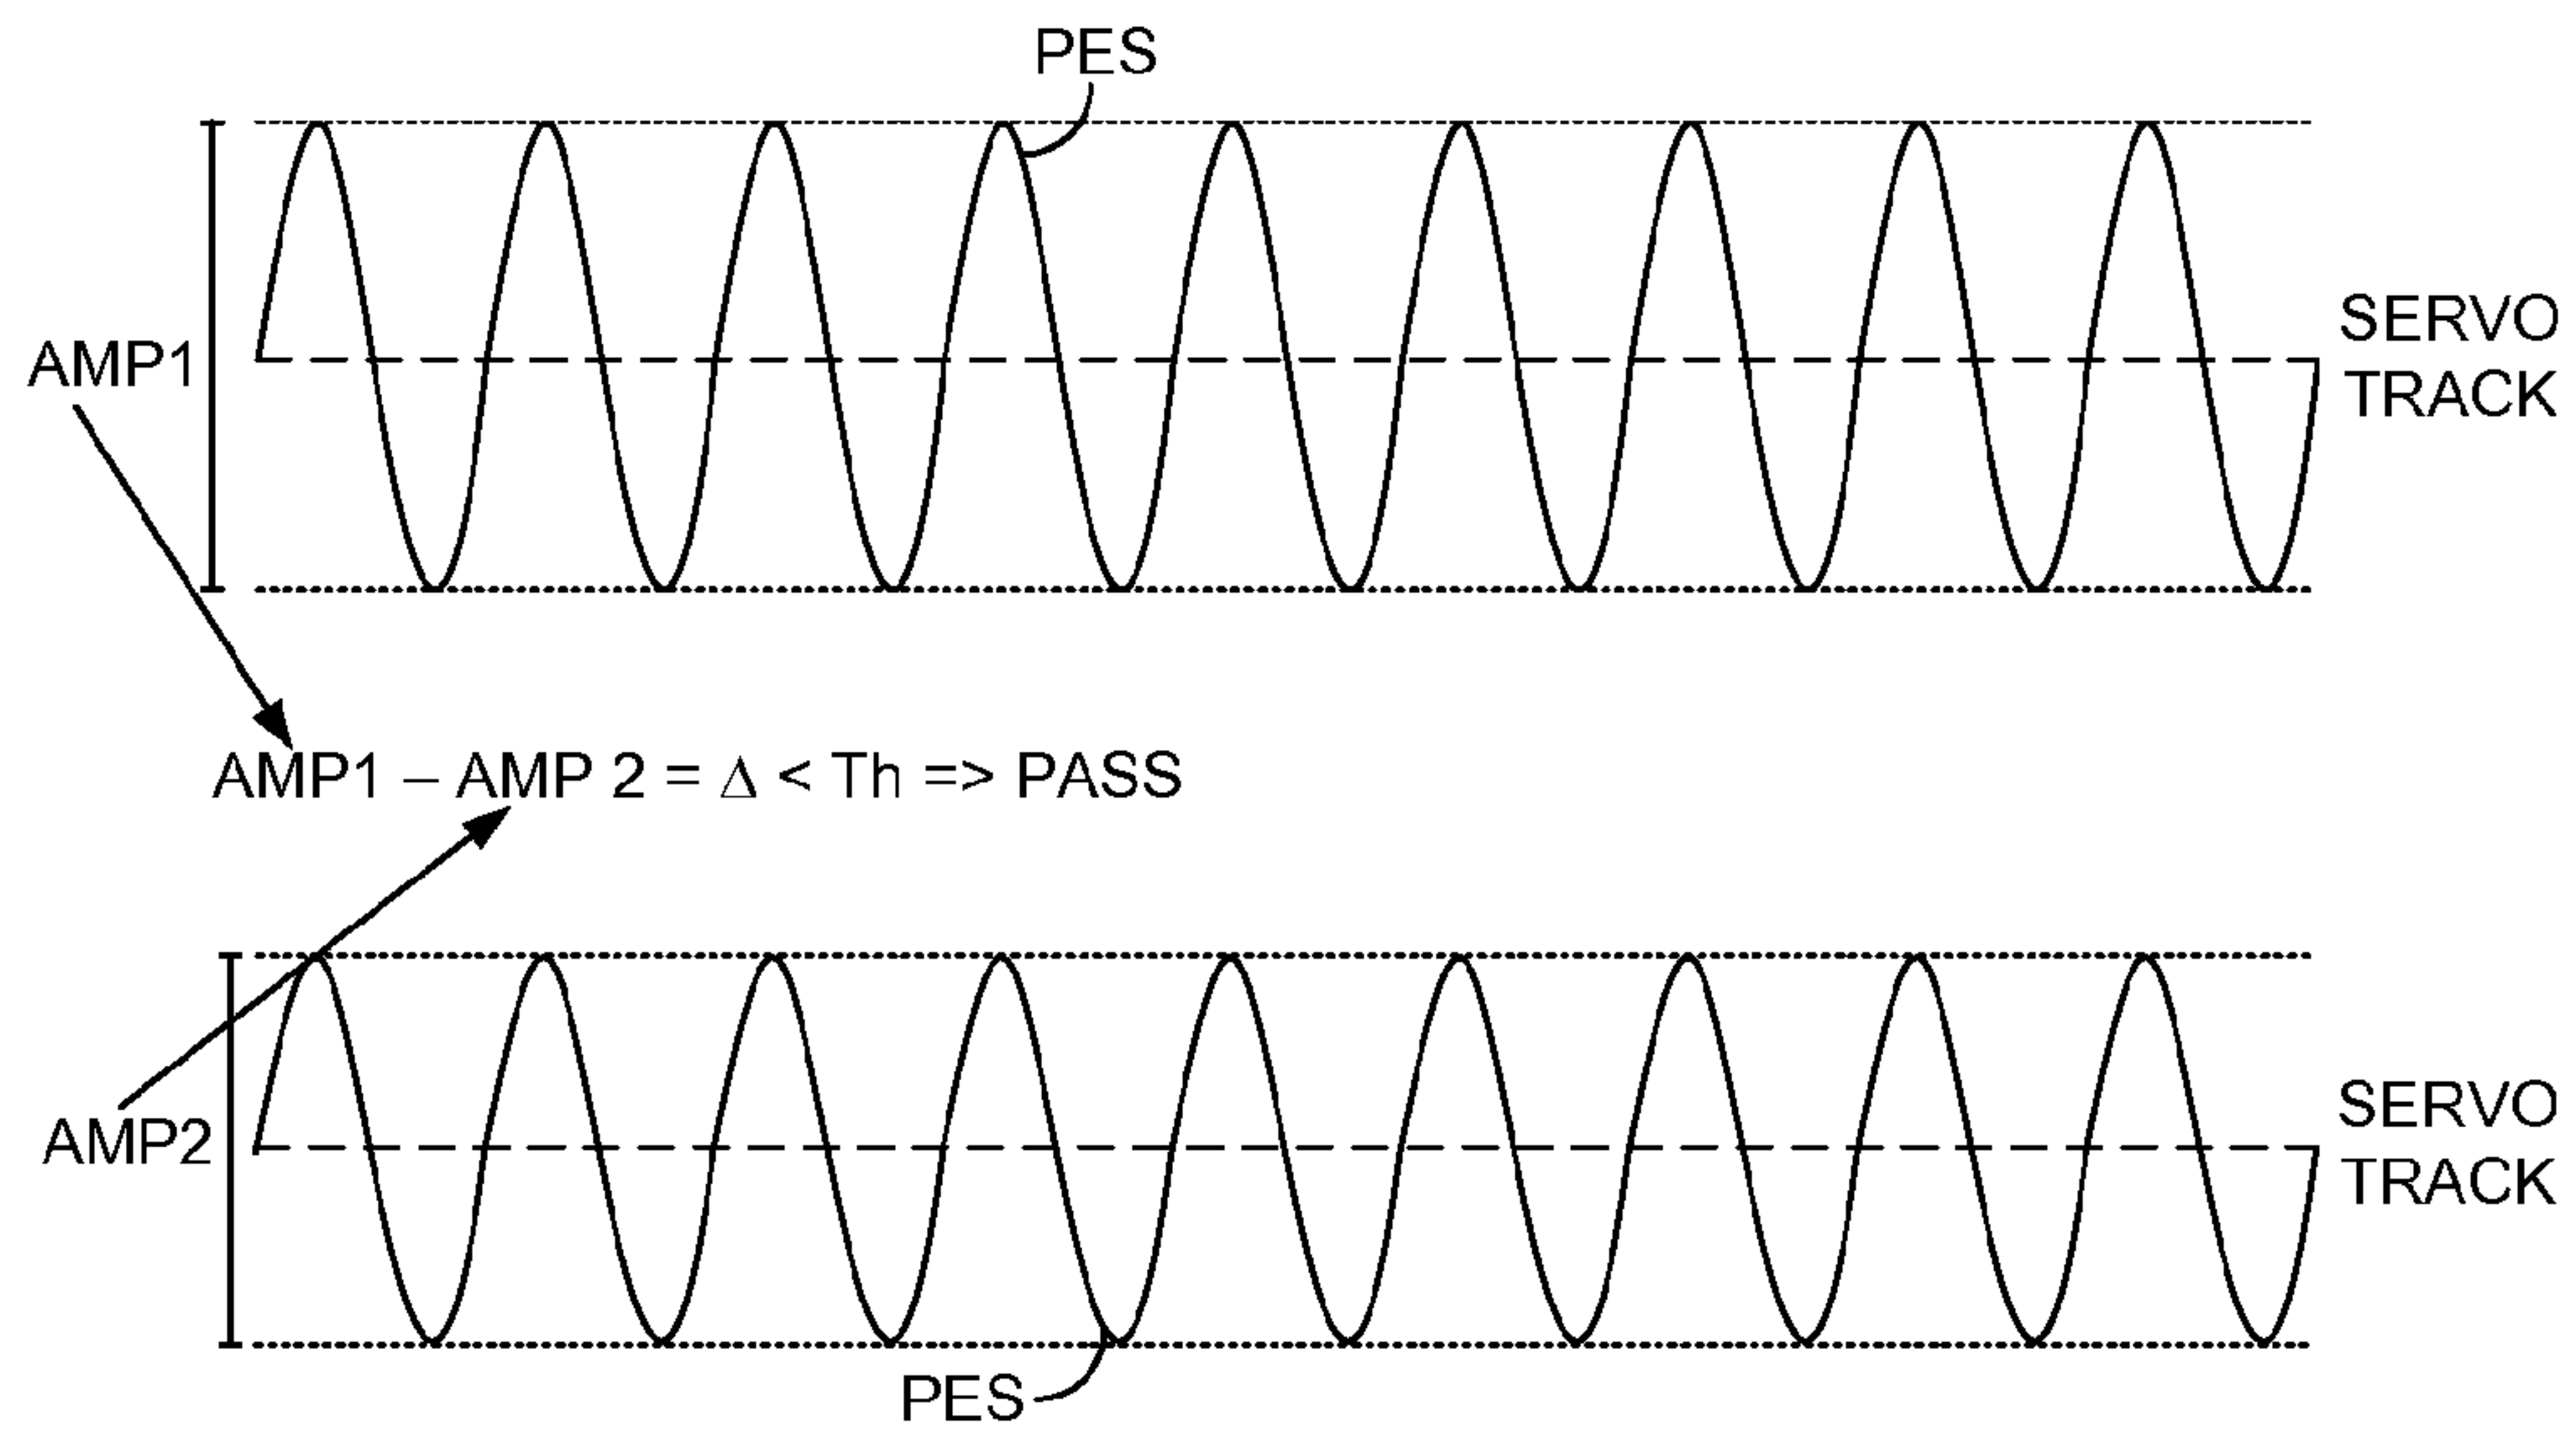 PES
AMP1
SERVO
TRACK
AMP1 – AMP 2 = Δ < Th => PASS
AMP2
SERVO
TRACK
PES